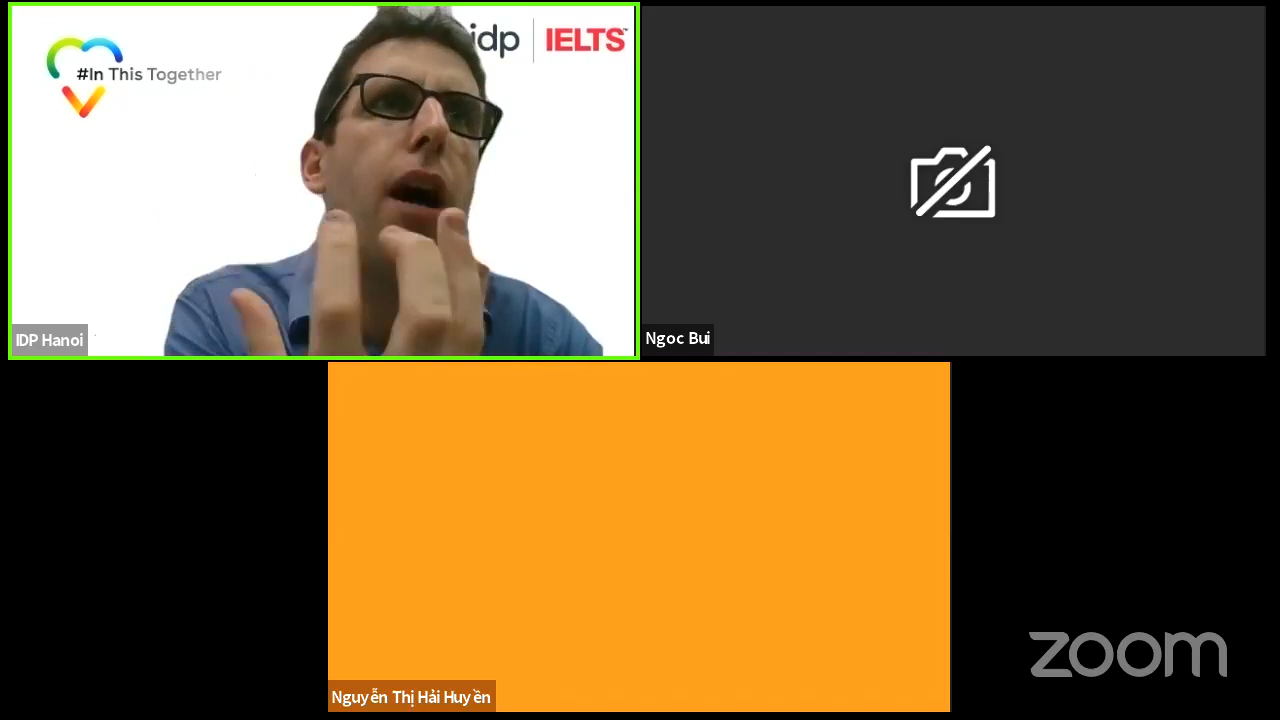 #In This Together
idp | IELTS
IDP Hanoi
Ngoc Bui
Nguyễn Thị Hải Huyền
zoom